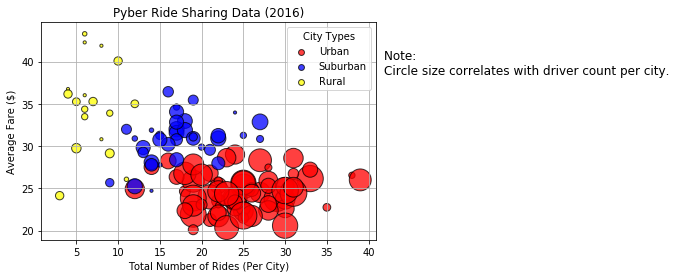 Pyber Ride Sharing Data (2016)
City Types
Urban
Suburban
Rural
Note:
Circle size correlates with driver count per city.
Average Fare ($)
40
35
30
25
20
5 10 15 20 25 30 35 40
Total Number of Rides (Per City)